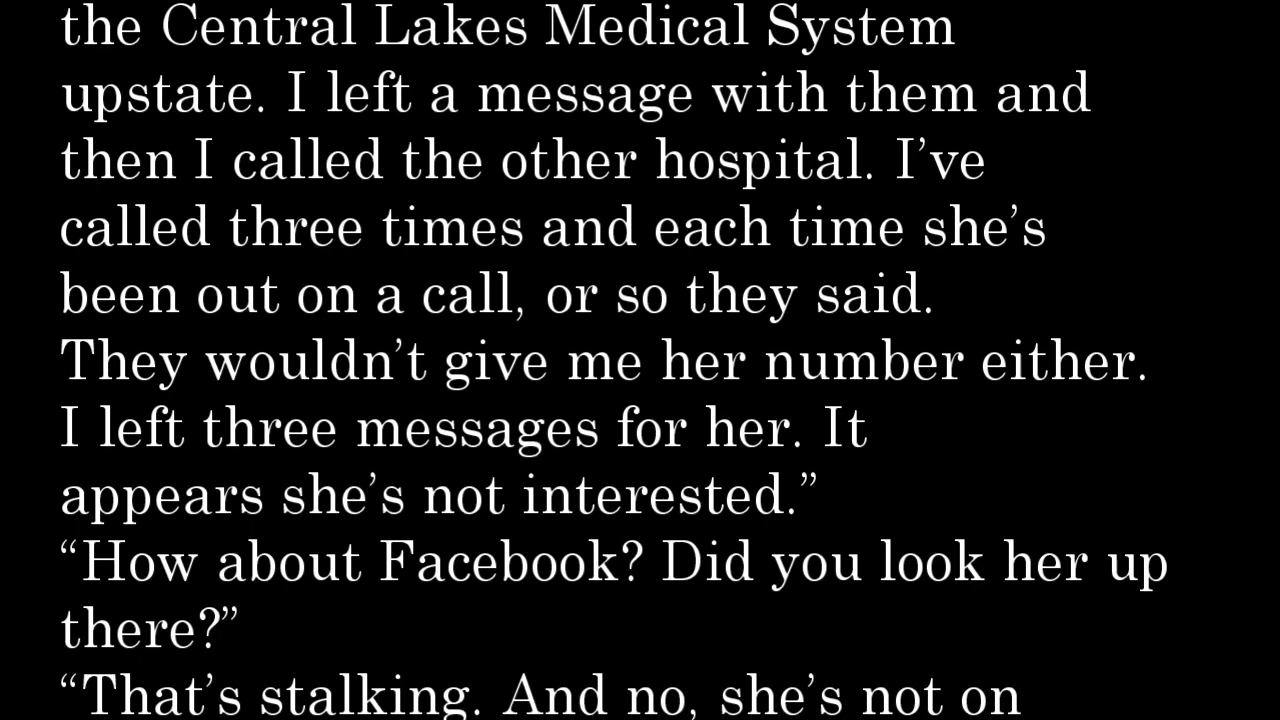 the Central Lakes Medical System
upstate. I left a message with them and
then I called the other hospital. I’ve
called three times and each time she’s
been out on a call, or so they said.
They wouldn’t give me her number either.
I left three messages for her. It
appears she’s not interested.”
“How about Facebook? Did you look her up
there?”
“That’s stalking. And no, she’s not on